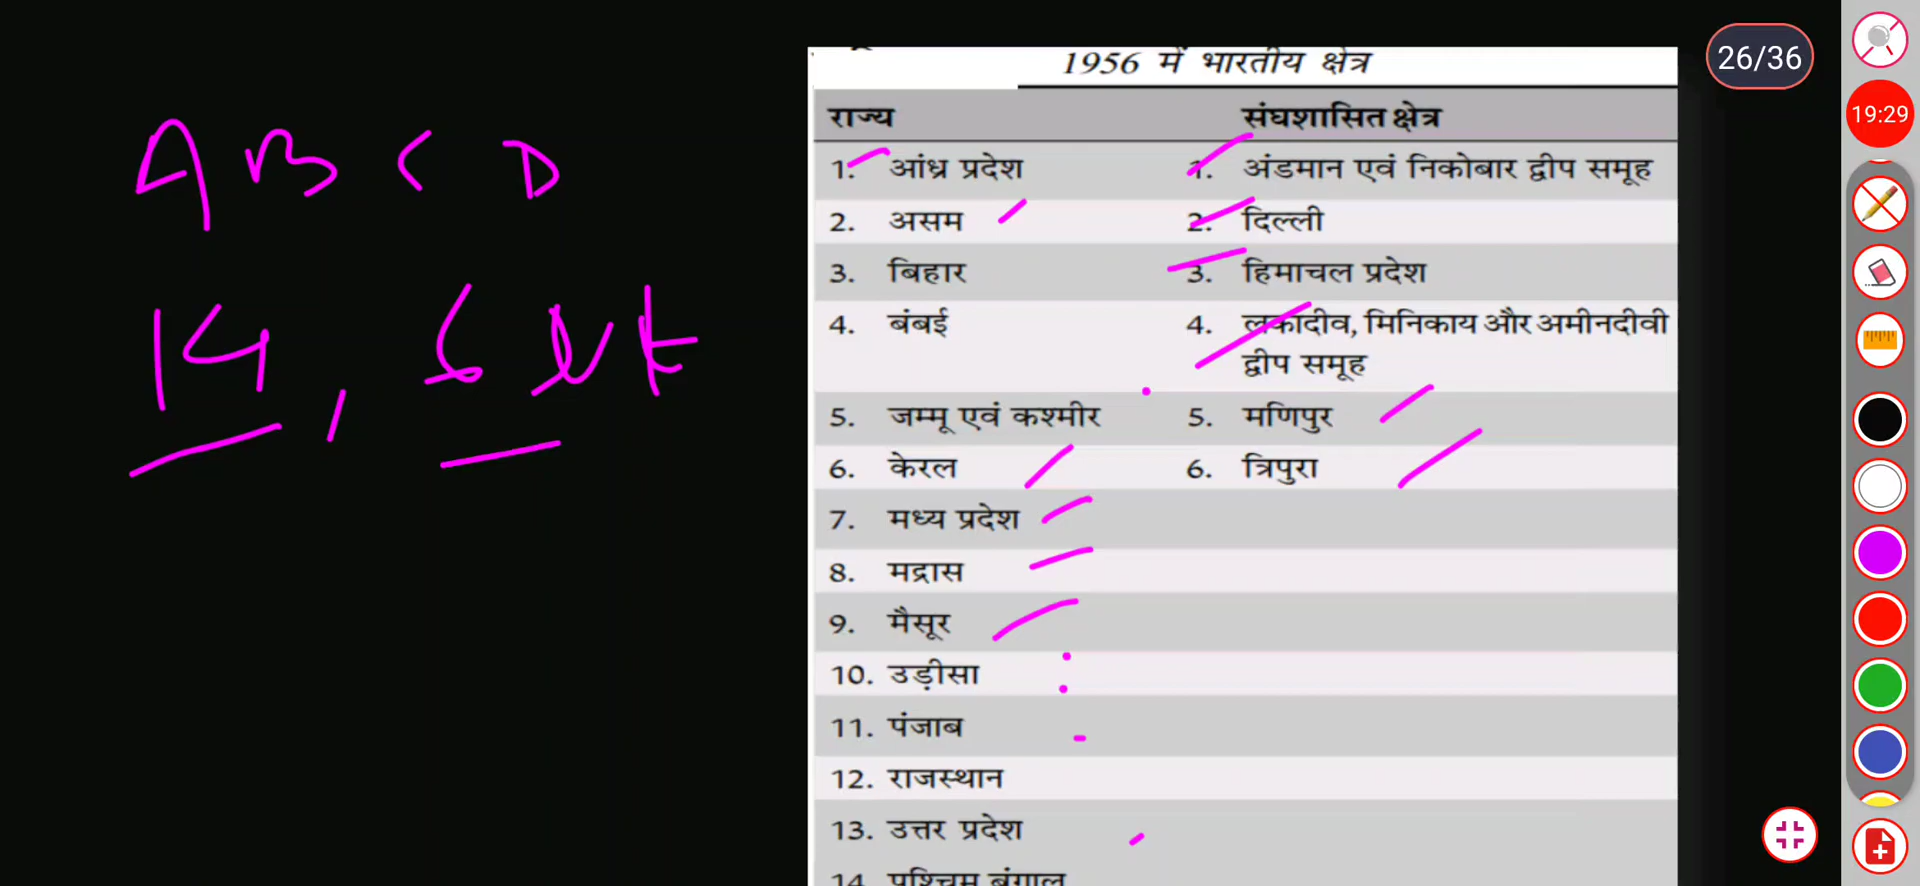 26/36
19:29
A B C D
14, 6 Ut
1956 में भारतीय क्षेत्र
राज्य संघशासित क्षेत्र
1. आंध्र प्रदेश 1. अंडमान एवं निकोबार द्वीप समूह
2. असम 2. दिल्ली
3. बिहार 3. हिमाचल प्रदेश
4. बंबई 4. लकादीव, मिनिकाय और अमीनदीवी
द्वीप समूह
5. जम्मू एवं कश्मीर 5. मणिपुर
6. केरल 6. त्रिपुरा
7. मध्य प्रदेश
8. मद्रास
9. मैसूर
10. उड़ीसा
11. पंजाब
12. राजस्थान
13. उत्तर प्रदेश
14. पश्चिम बंगाल